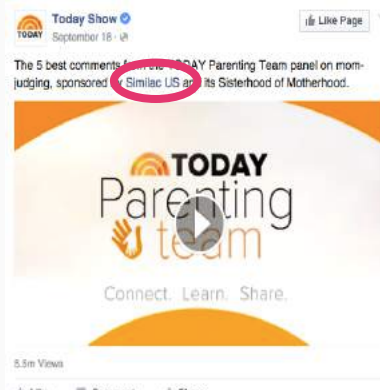 Today Show
Like Page
TODAY
September 18
The 5 best comments from the TODAY Parenting Team panel on mom-
judging, sponsored by Similac US and its Sisterhood of Motherhood.
TODAY
Parenting
team
Connect. Learn. Share.
5.5m Views